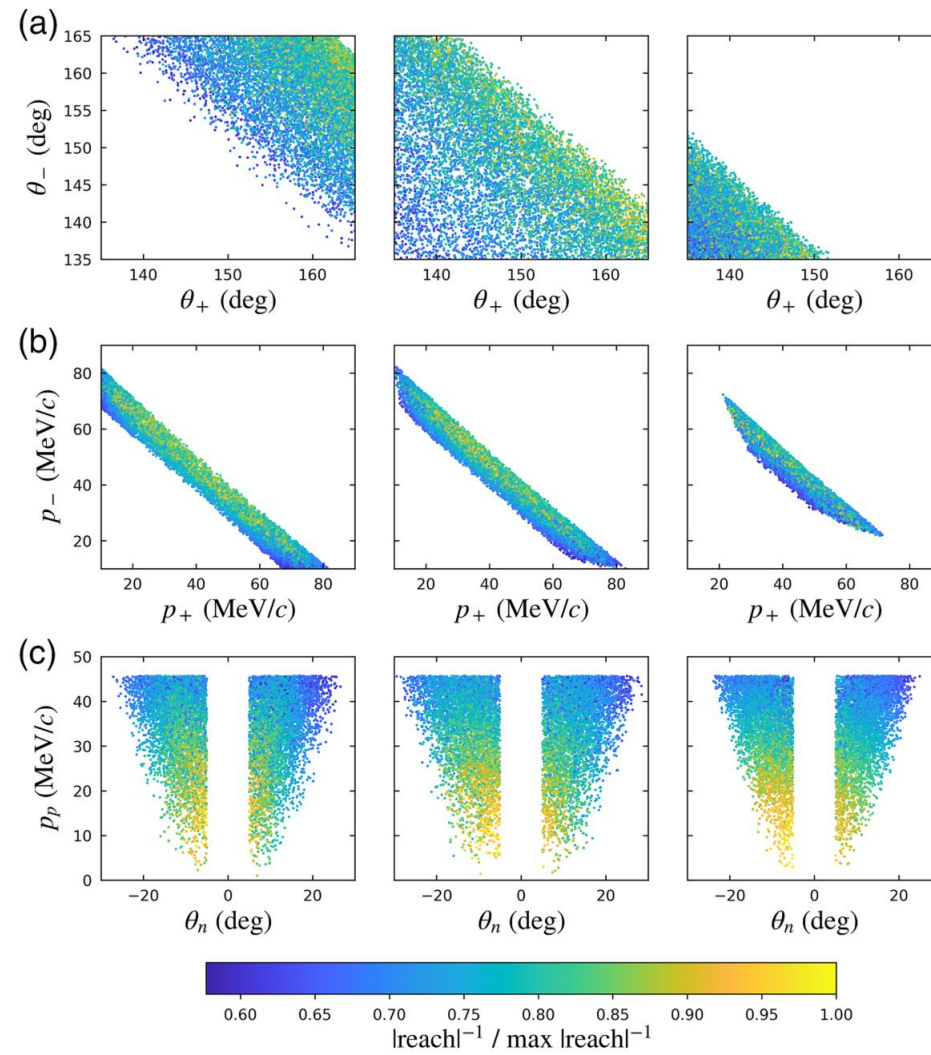 (a)
165
160
155
150
145
140
135
θ₋ (deg)
140 150 160
140 150 160
140 150 160
θ₊ (deg) θ₊ (deg) θ₊ (deg)
(b)
80
60
40
20
p₋ (MeV/c)
20 40 60 80
20 40 60 80
20 40 60 80
p₊ (MeV/c) p₊ (MeV/c) p₊ (MeV/c)
(c)
50
40
30
20
10
0
pₚ (MeV/c)
−20 0 20
−20 0 20
−20 0 20
θₙ (deg) θₙ (deg) θₙ (deg)
0.60 0.65 0.70 0.75 0.80 0.85 0.90 0.95 1.00
|reach|⁻¹ / max |reach|⁻¹